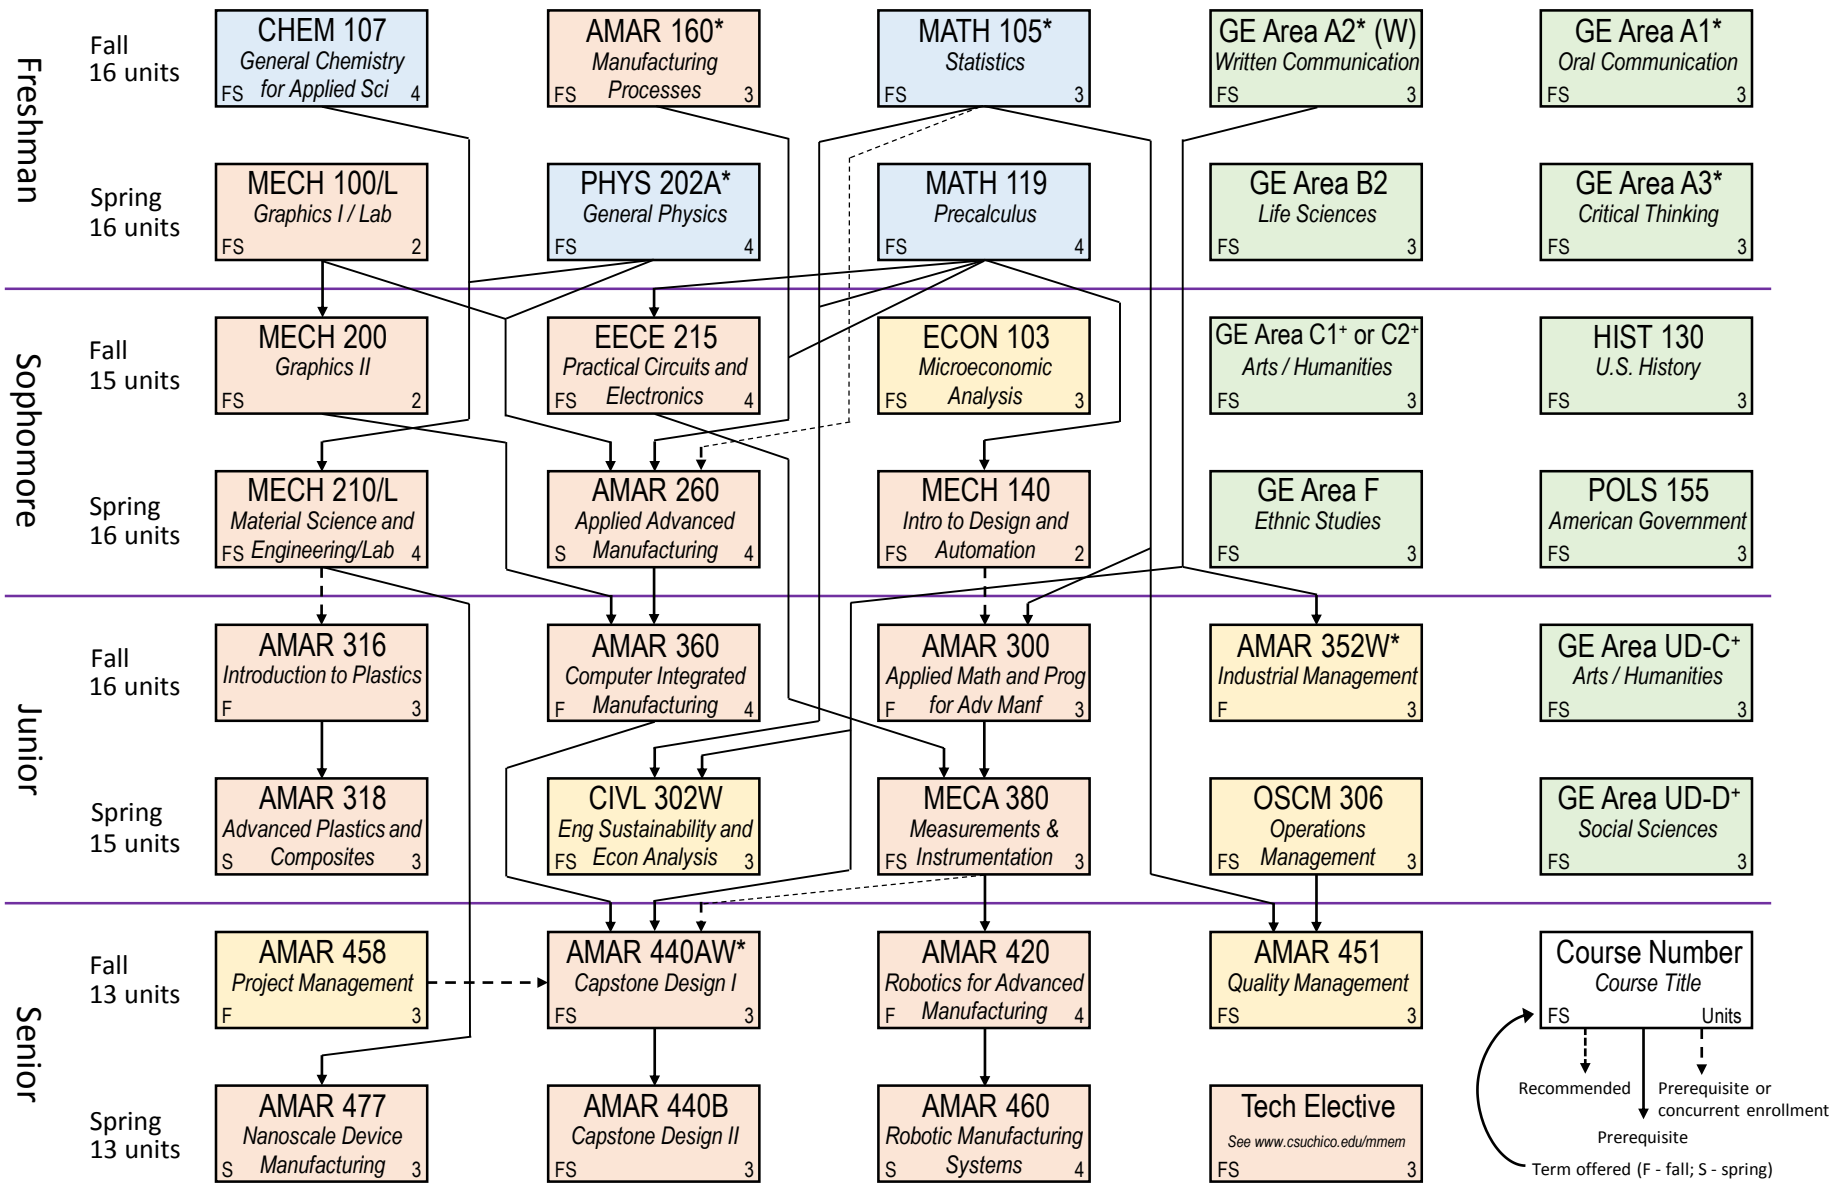 Freshman
Fall
16 units
CHEM 107
General Chemistry
for Applied Sci
FS
4
AMAR 160*
Manufacturing
Processes
FS
3
MATH 105*
Statistics
FS
3
GE Area A2* (W)
Written Communication
FS
3
GE Area A1*
Oral Communication
FS
3
Spring
16 units
MECH 100/L
Graphics I / Lab
FS
2
PHYS 202A*
General Physics
FS
4
MATH 119
Precalculus
FS
4
GE Area B2
Life Sciences
FS
3
GE Area A3*
Critical Thinking
FS
3
Sophomore
Fall
15 units
MECH 200
Graphics II
FS
2
EECE 215
Practical Circuits and
Electronics
FS
4
ECON 103
Microeconomic
Analysis
FS
3
GE Area C1+ or C2+
Arts / Humanities
FS
3
HIST 130
U.S. History
FS
3
Spring
16 units
MECH 210/L
Material Science and
Engineering/Lab
FS
4
AMAR 260
Applied Advanced
Manufacturing
S
4
MECH 140
Intro to Design and
Automation
FS
2
GE Area F
Ethnic Studies
FS
3
POLS 155
American Government
FS
3
Junior
Fall
16 units
AMAR 316
Introduction to Plastics
F
3
AMAR 360
Computer Integrated
Manufacturing
F
4
AMAR 300
Applied Math and Prog
for Adv Manf
F
3
AMAR 352W*
Industrial Management
F
3
GE Area UD-C+
Arts / Humanities
FS
3
Spring
15 units
AMAR 318
Advanced Plastics and
Composites
S
3
CIVL 302W
Eng Sustainability and
Econ Analysis
FS
3
MECA 380
Measurements &
Instrumentation
FS
3
OSCM 306
Operations
Management
FS
3
GE Area UD-D+
Social Sciences
FS
3
Senior
Fall
13 units
AMAR 458
Project Management
F
3
AMAR 440AW*
Capstone Design I
FS
3
AMAR 420
Robotics for Advanced
Manufacturing
F
4
AMAR 451
Quality Management
FS
3
Course Number
Course Title
FS
Units
Recommended
Prerequisite or
concurrent enrollment
Prerequisite
Term offered (F - fall; S - spring)
Spring
13 units
AMAR 477
Nanoscale Device
Manufacturing
S
3
AMAR 440B
Capstone Design II
FS
3
AMAR 460
Robotic Manufacturing
Systems
S
4
Tech Elective
See www.csuchico.edu/mmem
FS
3